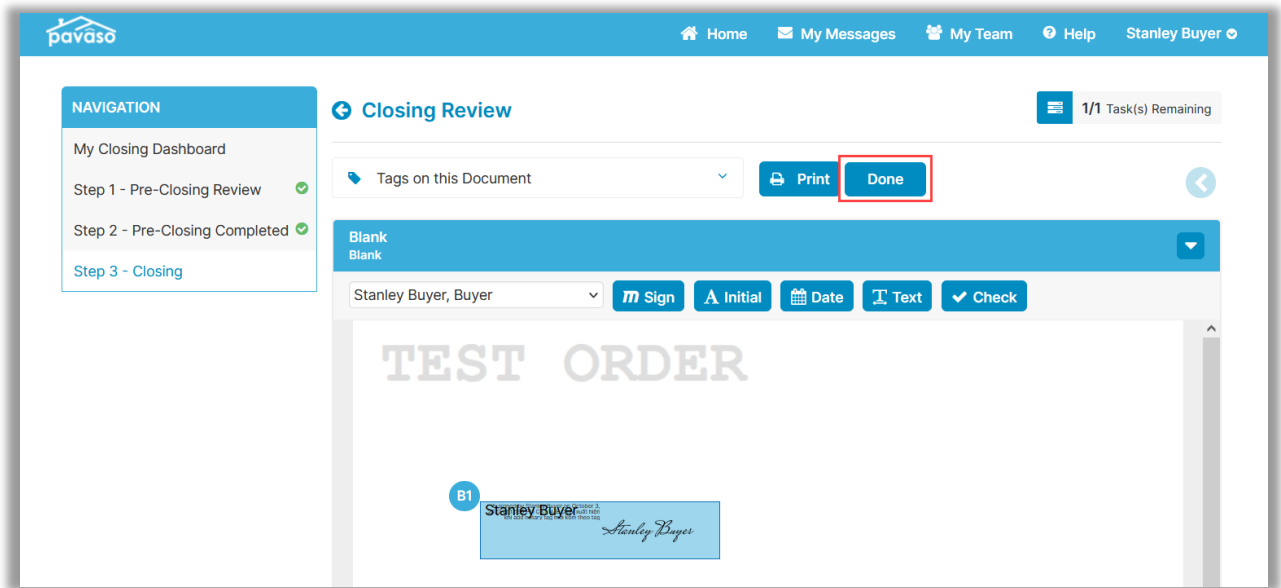 pavaso
Home
My Messages
My Team
Help
Stanley Buyer
NAVIGATION
My Closing Dashboard
Step 1 - Pre-Closing Review
Step 2 - Pre-Closing Completed
Step 3 - Closing
Closing Review
1/1 Task(s) Remaining
Tags on this Document
Print
Done
Blank
Blank
Stanley Buyer, Buyer
Sign
Initial
Date
Text
Check
TEST ORDER
B1
Stanley Buyer
Stanley Buyer